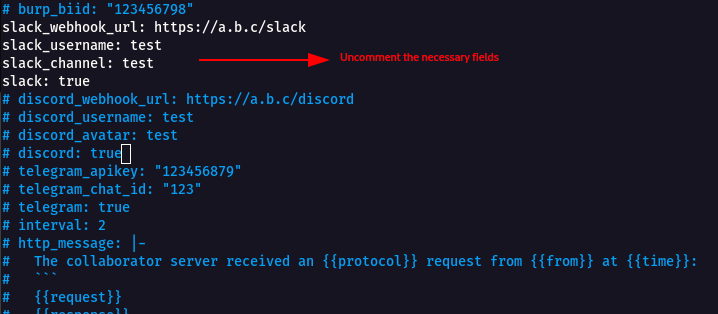 # burp_biid: "123456798"
slack_webhook_url: https://a.b.c/slack
slack_username: test
slack_channel: test
Uncomment the necessary fields
slack: true
# discord_webhook_url: https://a.b.c/discord
# discord_username: test
# discord_avatar: test
# discord: true
# telegram_apikey: "123456879"
# telegram_chat_id: "123"
# telegram: true
# interval: 2
# http_message: |-
#   The collaborator server received an {{protocol}} request from {{from}} at {{time}}:
#   ```
#   {{request}}
#   {{response}}